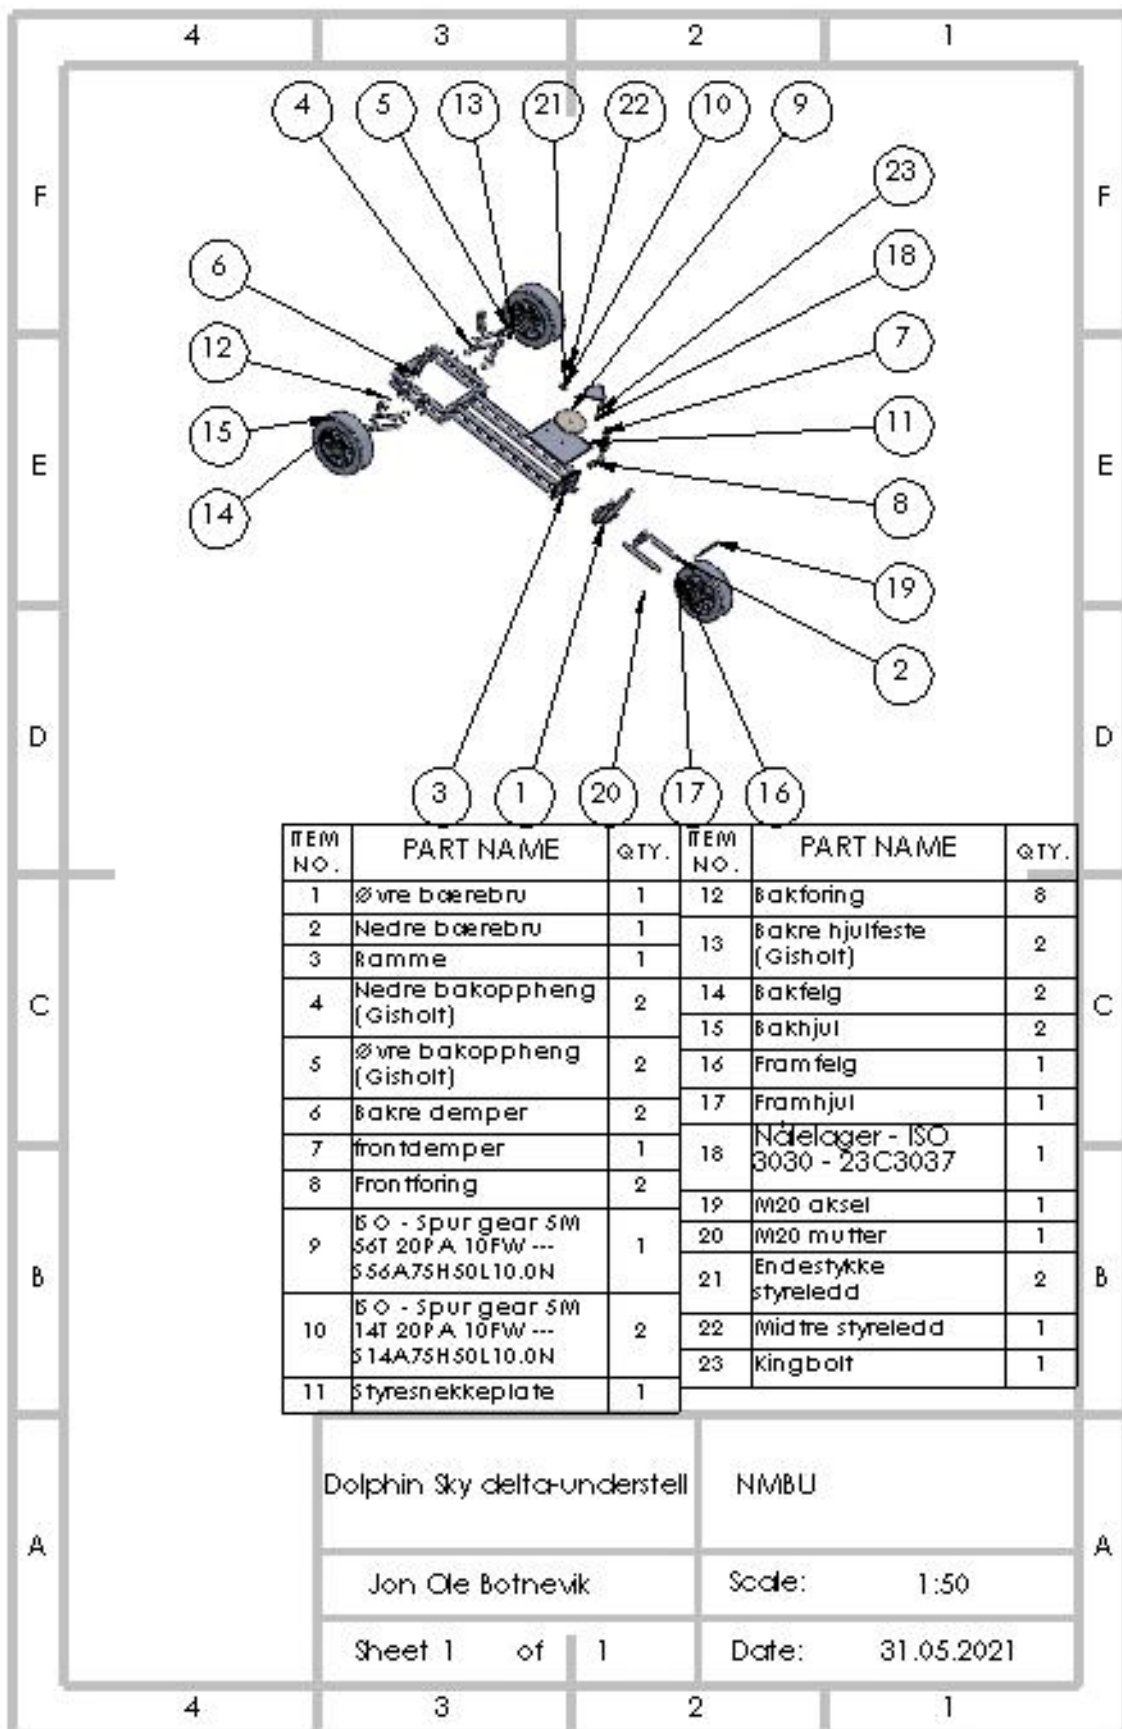 4 3 2 1
4 5 13 21 22 10 9
23
F F
18
6
7
12
15 11
E E
14 8
19
2
D D
3 1 20 17 16
ITEM NO. PART NAME QTY. ITEM NO. PART NAME QTY.
1 Øvre bærebru 1
2 Nedre bærebru 1
3 Ramme 1
4 Nedre bakoppheng (Gisholt) 2
5 Øvre bakoppheng (Gisholt) 2
6 Bakre demper 2
7 frontdemper 1
8 Frontforing 2
9 ISO - Spur gear 5M 56T 20PA 10FW --- S56A75H50L10.0N 1
10 ISO - Spur gear 5M 14T 20PA 10FW --- S14A75H50L10.0N 2
11 Styresnekkeplate 1
12 Bakforing 8
13 Bakre hjulfeste (Gisholt) 2
14 Bakfelg 2
15 Bakhjul 2
16 Framfelg 1
17 Framhjul 1
18 Nålelager - ISO 3030 - 23C3037 1
19 M20 aksel 1
20 M20 mutter 1
21 Endestykke styreledd 2
22 Midtre styreledd 1
23 Kingbolt 1
C C
B B
Dolphin Sky delta-understell NMBU
A A
Jon Ole Botnevik Scale: 1:50
Sheet 1 of 1 Date: 31.05.2021
4 3 2 1